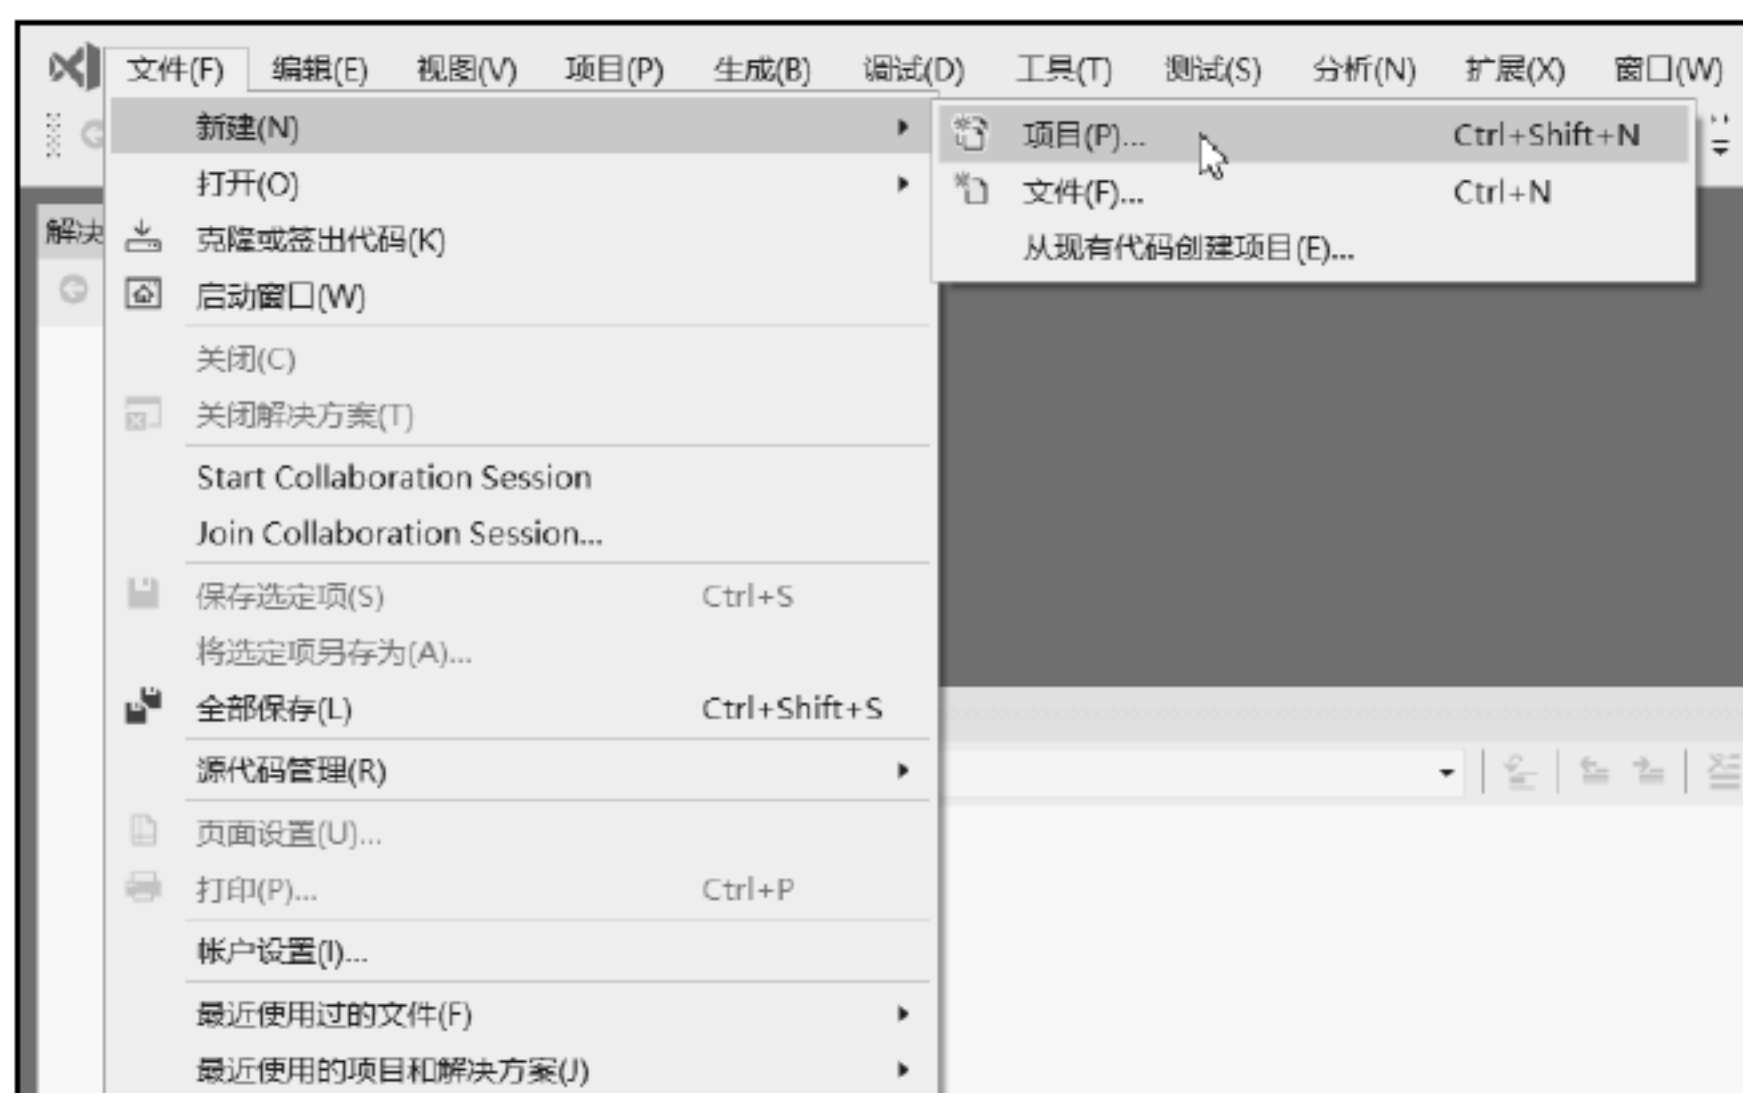 文件(F) 编辑(E) 视图(V) 项目(P) 生成(B) 调试(D) 工具(T) 测试(S) 分析(N) 扩展(X) 窗口(W)
新建(N)
项目(P)... Ctrl+Shift+N
打开(O)
文件(F)... Ctrl+N
解决
克隆或签出代码(K)
从现有代码创建项目(E)...
启动窗口(W)
关闭(C)
关闭解决方案(T)
Start Collaboration Session
Join Collaboration Session...
保存选定项(S) Ctrl+S
将选定项另存为(A)...
全部保存(L) Ctrl+Shift+S
源代码管理(R)
页面设置(U)...
打印(P)... Ctrl+P
帐户设置(I)...
最近使用过的文件(F)
最近使用的项目和解决方案(J)